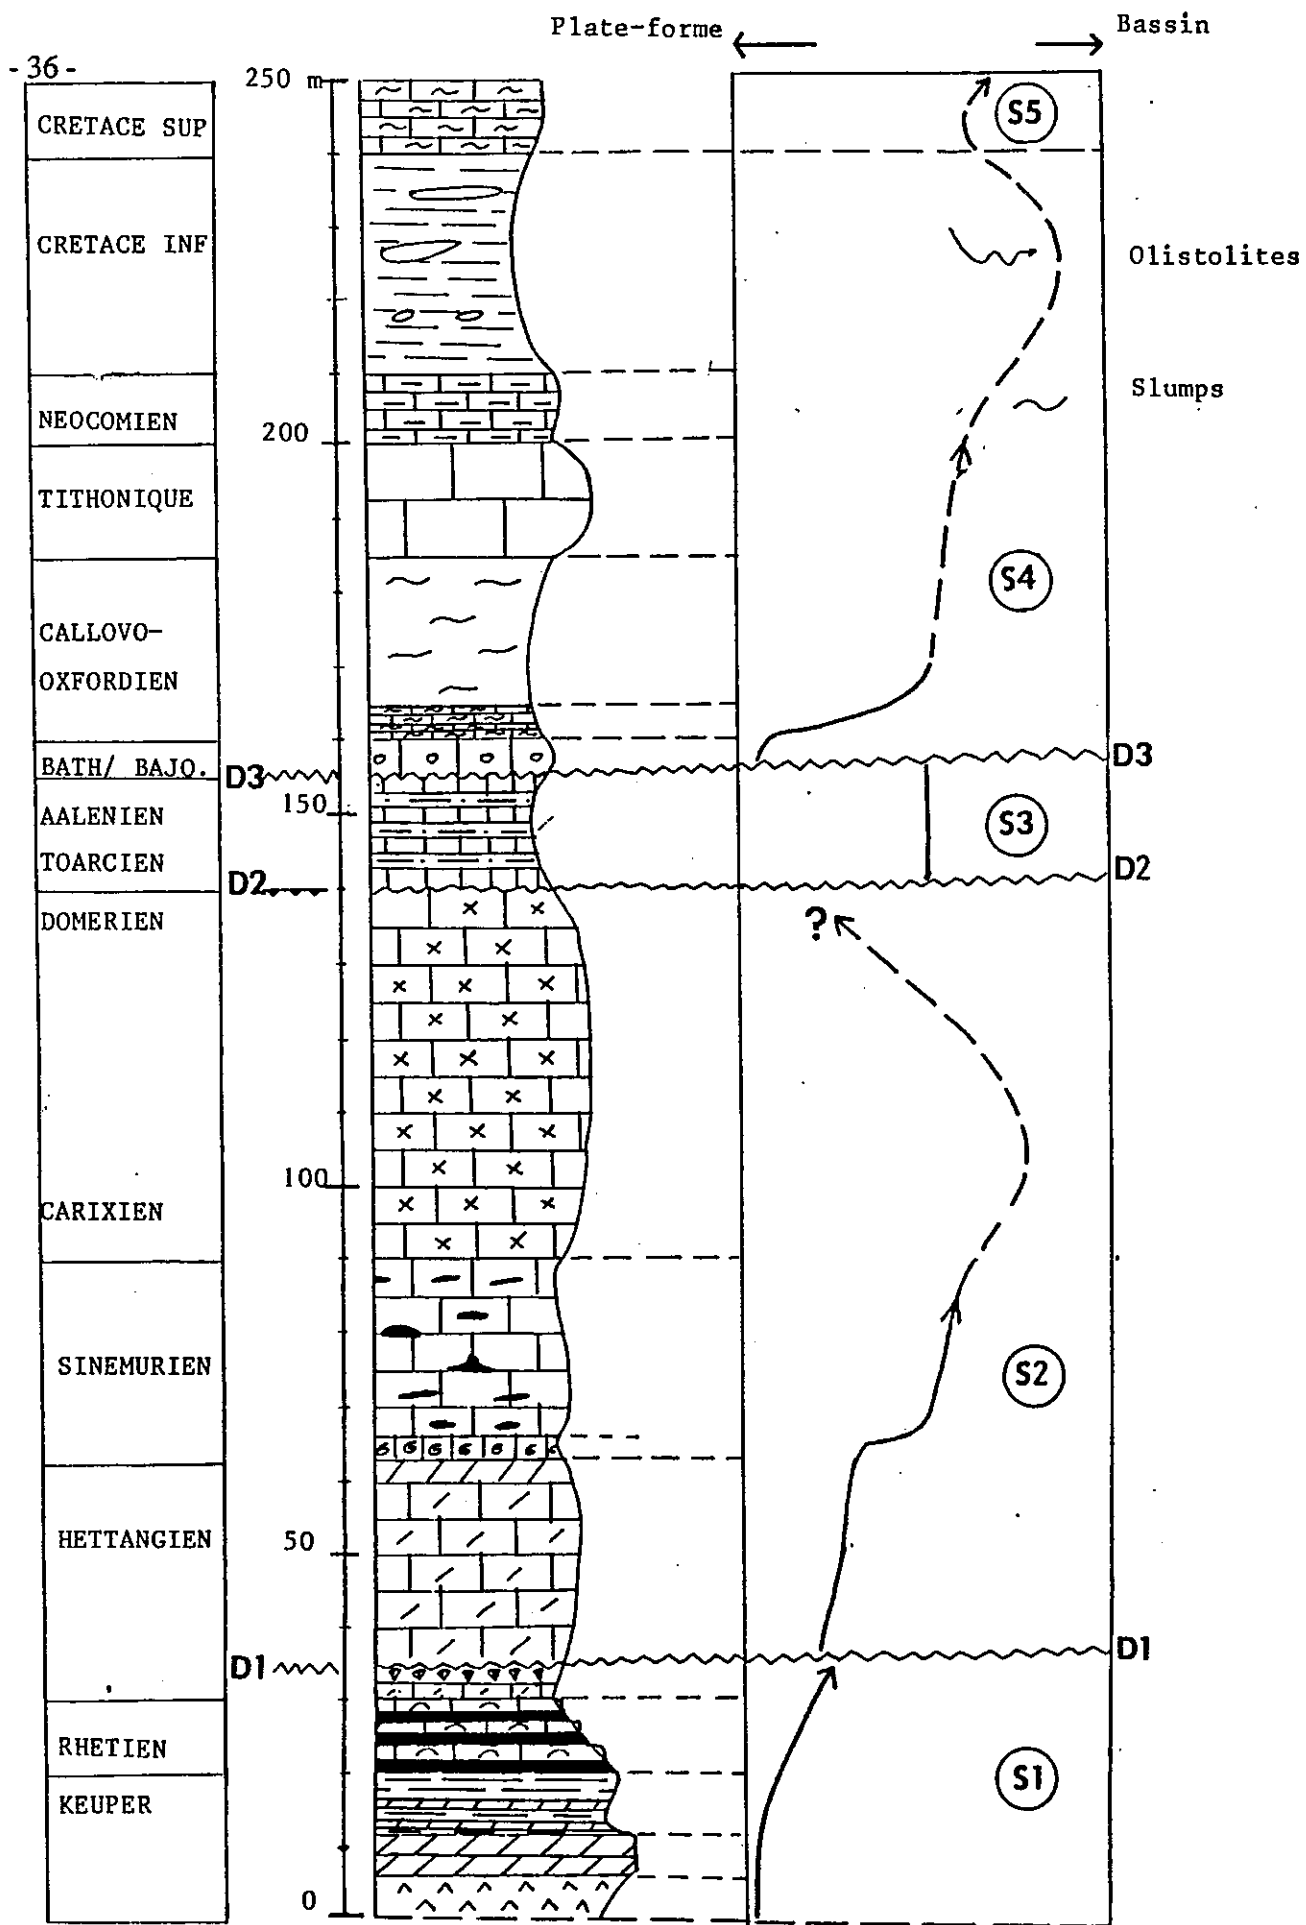 Plate-forme
Bassin
-36-
250 m
CRETACE SUP
S5
CRETACE INF
Olistolites
Slumps
NEOCOMIEN
200
TITHONIQUE
S4
CALLOVO-
OXFORDIEN
BATH/ BAJO.
D3
D3
150
AALENIEN
S3
TOARCIEN
D2
D2
DOMERIEN
?
100
CARIXIEN
SINEMURIEN
S2
HETTANGIEN
50
D1
D1
RHETIEN
S1
KEUPER
0